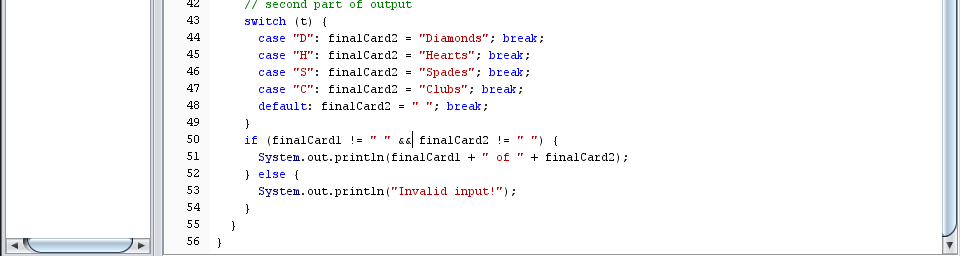 42 // second part of output
43 switch (t) {
44 case "D": finalCard2 = "Diamonds"; break;
45 case "H": finalCard2 = "Hearts"; break;
46 case "S": finalCard2 = "Spades"; break;
47 case "C": finalCard2 = "Clubs"; break;
48 default: finalCard2 = " "; break;
49 }
50 if (finalCard1 != " " && finalCard2 != " ") {
51 System.out.println(finalCard1 + " of " + finalCard2);
52 } else {
53 System.out.println("Invalid input!");
54 }
55 }
56 }